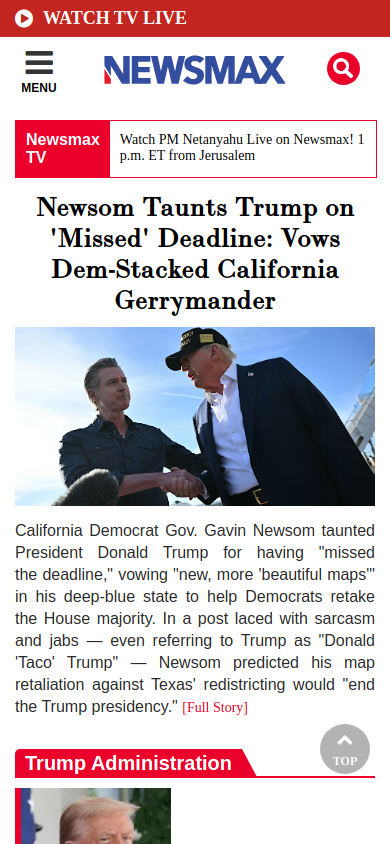 WATCH TV LIVE
MENU
NEWSMAX
Newsmax TV
Watch PM Netanyahu Live on Newsmax! 1
p.m. ET from Jerusalem
Newsom Taunts Trump on
'Missed' Deadline: Vows
Dem-Stacked California
Gerrymander
California Democrat Gov. Gavin Newsom taunted
President Donald Trump for having "missed
the deadline," vowing "new, more 'beautiful maps'"
in his deep-blue state to help Democrats retake
the House majority. In a post laced with sarcasm
and jabs — even referring to Trump as "Donald
'Taco' Trump" — Newsom predicted his map
retaliation against Texas' redistricting would "end
the Trump presidency." [Full Story]
TOP
Trump Administration